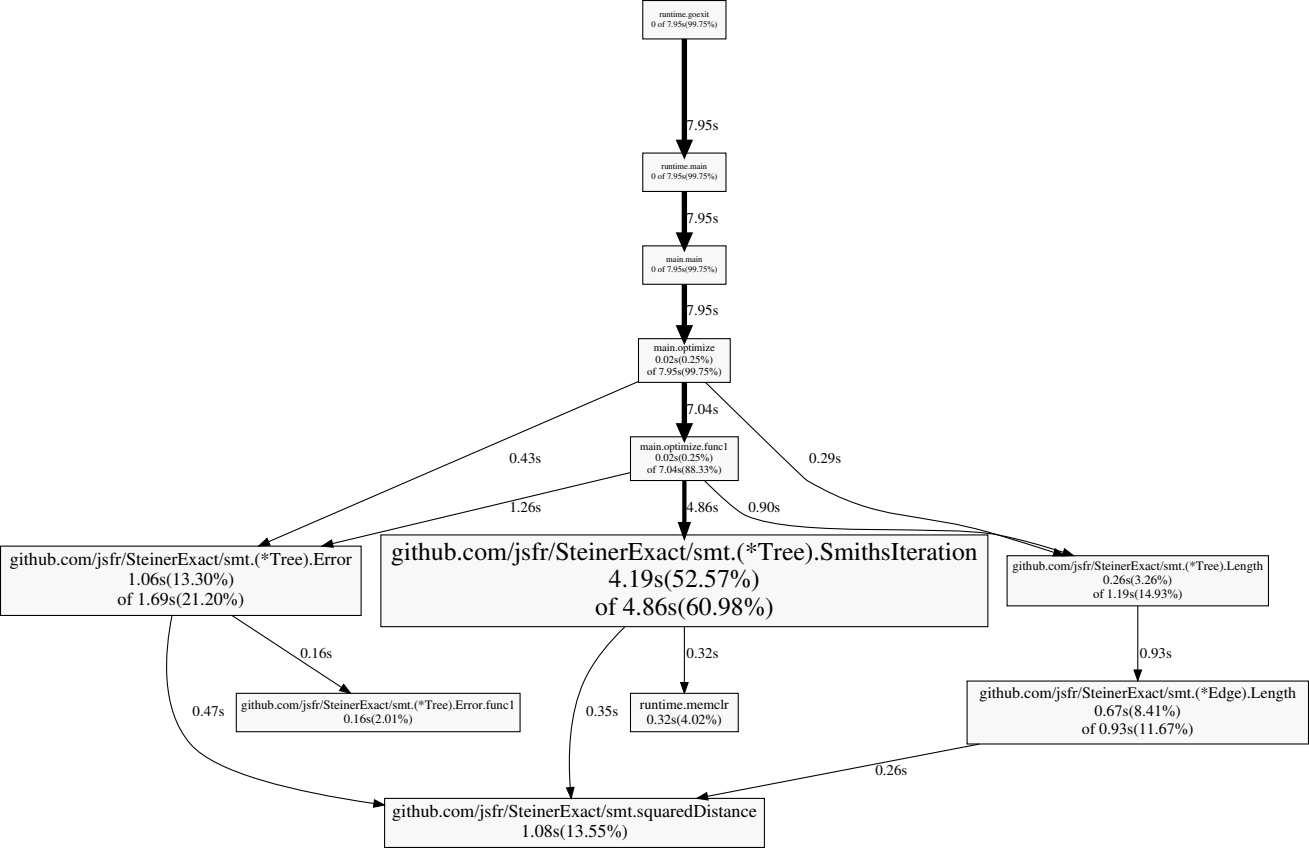 runtime.goexit
0 of 7.95s(99.75%)
7.95s
runtime.main
0 of 7.95s(99.75%)
7.95s
main.main
0 of 7.95s(99.75%)
7.95s
main.optimize
0.02s(0.25%)
of 7.95s(99.75%)
7.04s
main.optimize.func1
0.02s(0.25%)
of 7.04s(88.33%)
0.43s
0.29s
1.26s
4.86s
0.90s
github.com/jsfr/SteinerExact/smt.(*Tree).Error
1.06s(13.30%)
of 1.69s(21.20%)
github.com/jsfr/SteinerExact/smt.(*Tree).SmithsIteration
4.19s(52.57%)
of 4.86s(60.98%)
github.com/jsfr/SteinerExact/smt.(*Tree).Length
0.26s(3.26%)
of 1.19s(14.93%)
0.16s
0.32s
0.93s
0.47s
github.com/jsfr/SteinerExact/smt.(*Tree).Error.func1
0.16s(2.01%)
0.35s
runtime.memclr
0.32s(4.02%)
github.com/jsfr/SteinerExact/smt.(*Edge).Length
0.67s(8.41%)
of 0.93s(11.67%)
0.26s
github.com/jsfr/SteinerExact/smt.squaredDistance
1.08s(13.55%)